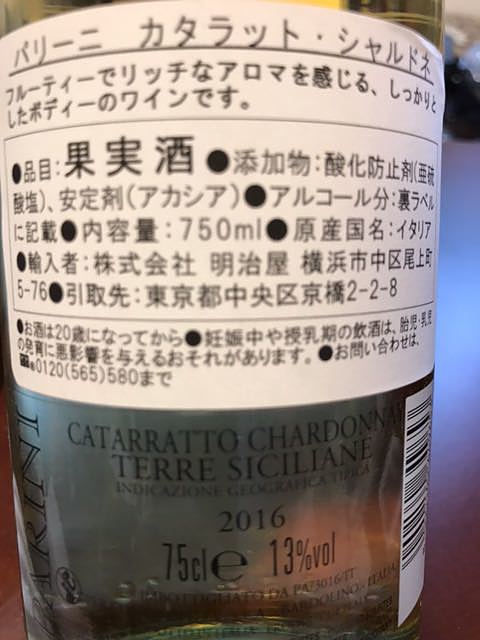 パリーニ カタラット・シャルドネ
フルーティーでリッチなアロマを感じる、しっかりと
したボディーのワインです。
●品目:果実酒●添加物:酸化防止剤(亜硫
酸塩)、安定剤(アカシア)●アルコール分:裏ラベル
に記載●内容量:750ml●原産国名:イタリア
●輸入者:株式会社 明治屋 横浜市中区尾上町
5-76●引取先:東京都中央区京橋2-2-8
●お酒は20歳になってから●妊娠中や授乳期の飲酒は、胎児・乳児
の発育に悪影響を与えるおそれがあります。●お問い合わせは、
0120(565)580まで
CATARRATTO CHARDONNAY
TERRE SICILIANE
INDICAZIONE GEOGRAFICA TIPICA
2016
75cl e 13%vol
DA PA73016/IT
BARDOLINO - ITALIA
PARINI